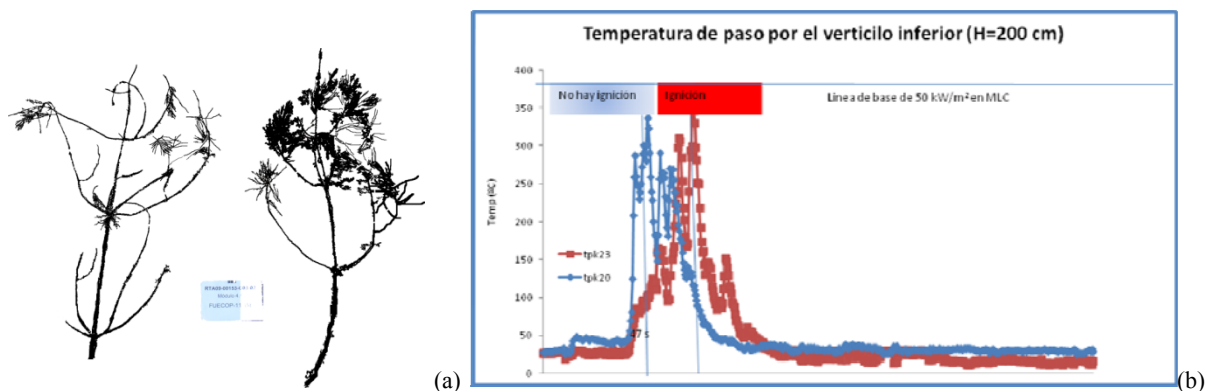 Temperatura de paso por el verticilo inferior (H=200 cm)
400
350
300
250
200
150
100
50
0
Temp (ºC)
No hay ignición
Ignición
Línea de base de 50 kW/m² en MLC
tpk23
tpk20
47 s
(a)
(b)